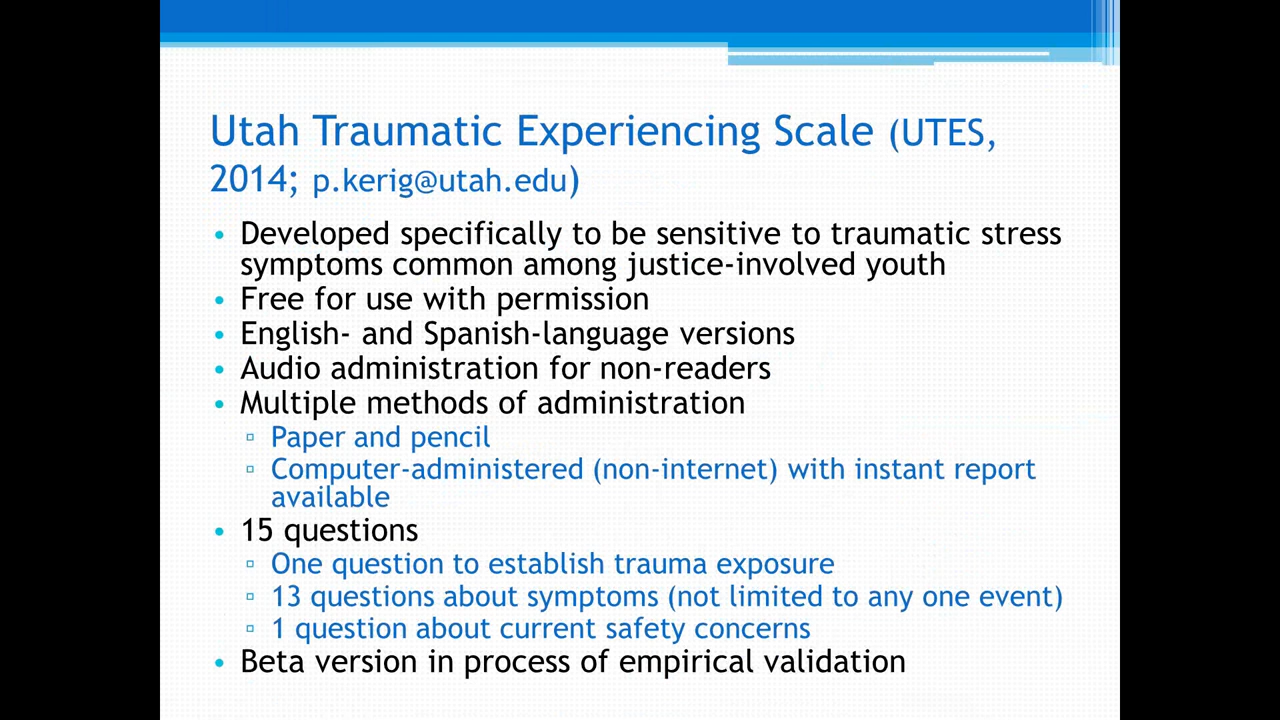 Utah Traumatic Experiencing Scale (UTES,
2014; p.kerig@utah.edu)
• Developed specifically to be sensitive to traumatic stress
symptoms common among justice-involved youth
• Free for use with permission
• English- and Spanish-language versions
• Audio administration for non-readers
• Multiple methods of administration
▫ Paper and pencil
▫ Computer-administered (non-internet) with instant report
available
• 15 questions
▫ One question to establish trauma exposure
▫ 13 questions about symptoms (not limited to any one event)
▫ 1 question about current safety concerns
• Beta version in process of empirical validation